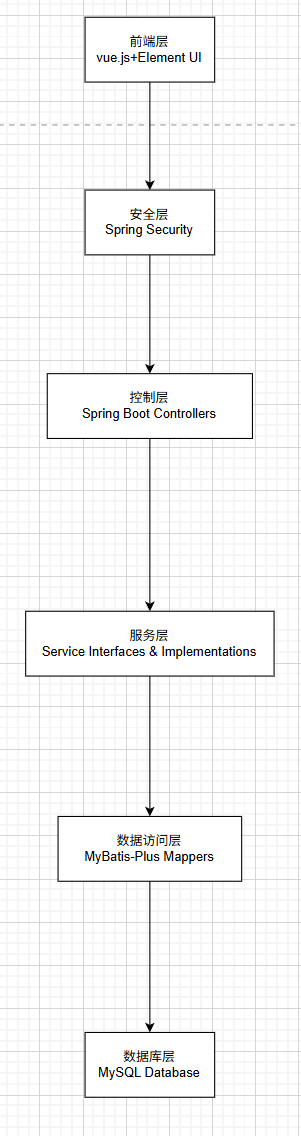 前端层
vue.js+Element UI
安全层
Spring Security
控制层
Spring Boot Controllers
服务层
Service Interfaces & Implementations
数据访问层
MyBatis-Plus Mappers
数据库层
MySQL Database